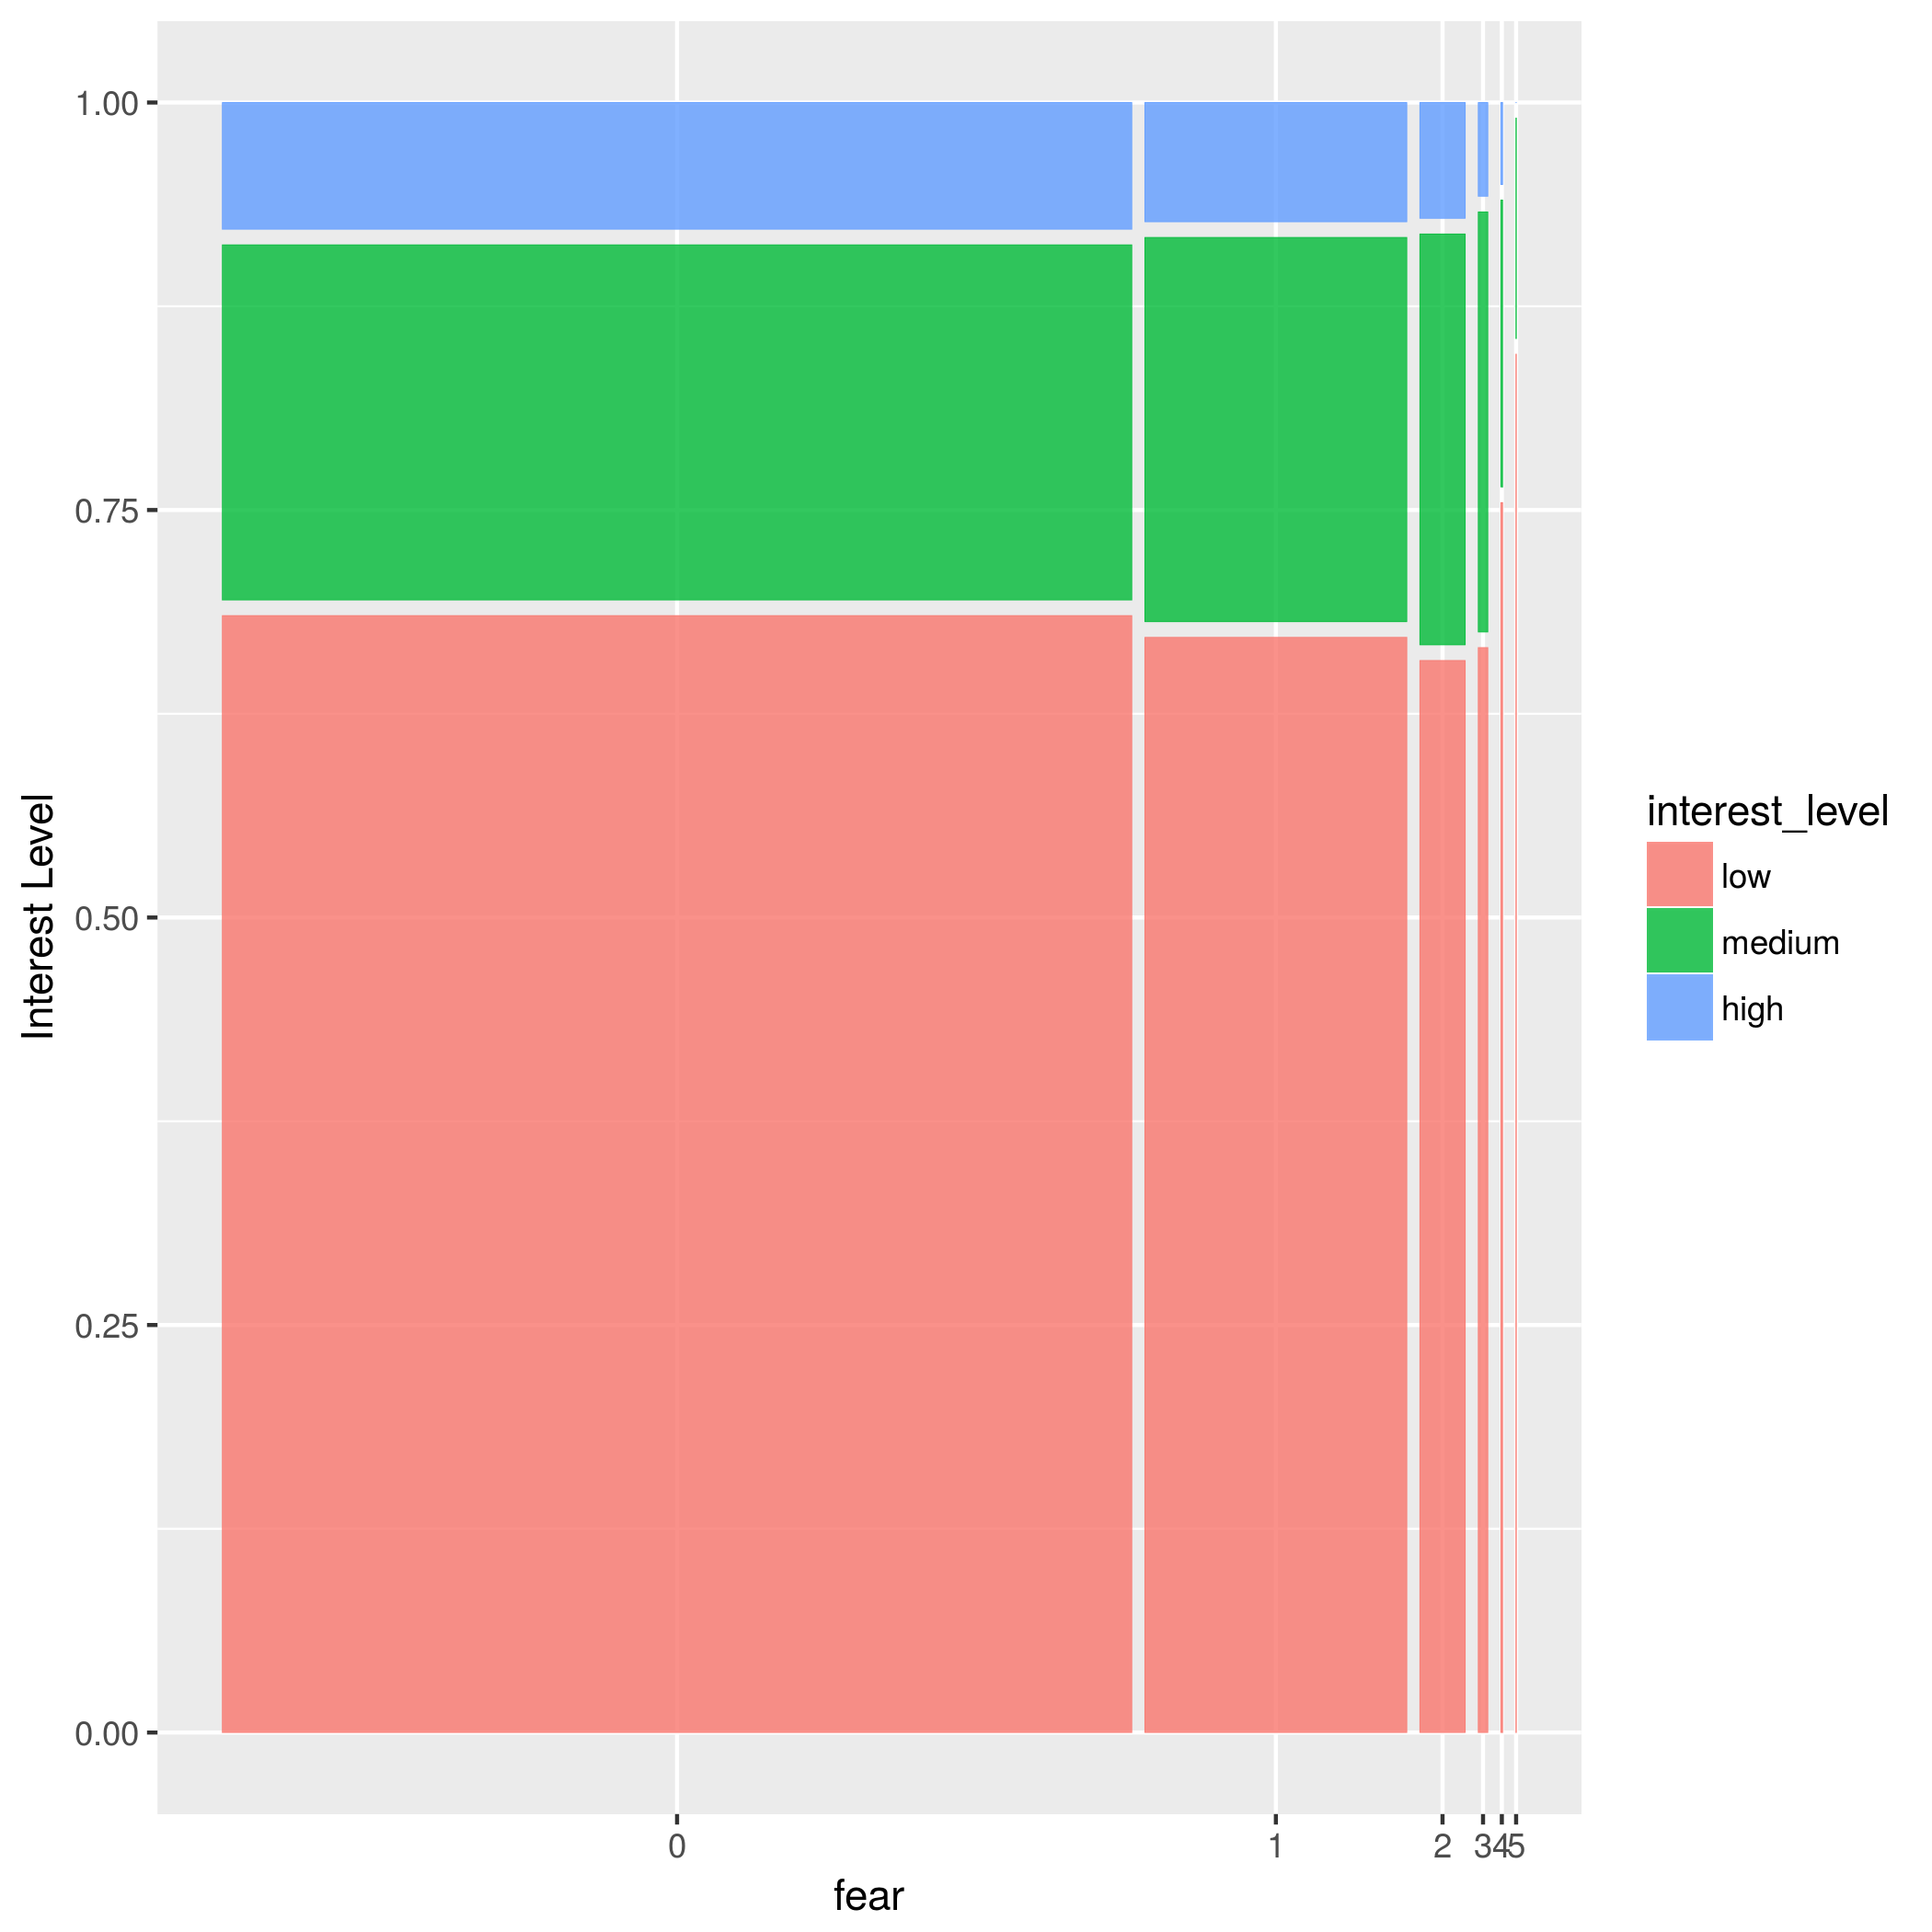 1.00
0.75
0.50
0.25
0.00
Interest Level
0 1 2 3 4 5
fear
interest_level
low
medium
high